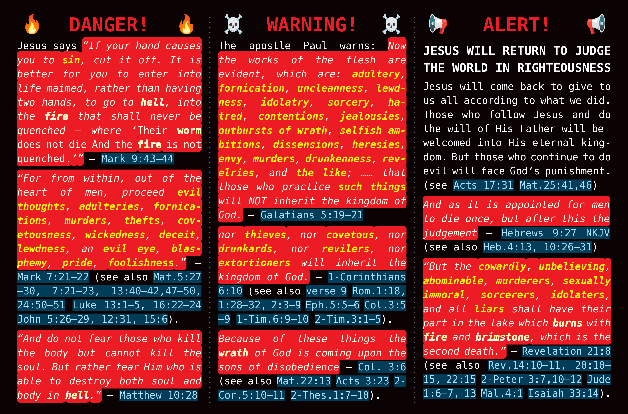 DANGER!
Jesus says “If your hand causes
you to sin, cut it off. It is
better for you to enter into
life maimed, rather than having
two hands, to go to hell, into
the fire that shall never be
quenched — where ‘Their worm
does not die And the fire is not
quenched.’” — Mark 9:43–44
“For from within, out of the
heart of men, proceed evil
thoughts, adulteries, fornica-
tions, murders, thefts, cov-
etousness, wickedness, deceit,
lewdness, an evil eye, blas-
phemy, pride, foolishness.” —
Mark 7:21–22 (see also Mat.5:27
–30, 7:21–23, 13:40–42,47–50,
24:50–51 Luke 13:1–5, 16:22–24
John 5:26–29, 12:31, 15:6).
“And do not fear those who kill
the body but cannot kill the
soul. But rather fear Him who is
able to destroy both soul and
body in hell.” — Matthew 10:28
WARNING!
The apostle Paul warns: Now
the works of the flesh are
evident, which are: adultery,
fornication, uncleanness, lewd-
ness, idolatry, sorcery, ha-
tred, contentions, jealousies,
outbursts of wrath, selfish am-
bitions, dissensions, heresies,
envy, murders, drunkenness, rev-
elries, and the like; …… that
those who practice such things
will NOT inherit the kingdom of
God. — Galatians 5:19–21
nor thieves, nor covetous, nor
drunkards, nor revilers, nor
extortioners will inherit the
kingdom of God. — 1-Corinthians
6:10 (see also verse 9 Rom.1:18,
1:28–32, 2:3–9 Eph.5:5–6 Col.3:5
–9 1-Tim.6:9–10 2-Tim.3:1–5).
Because of these things the
wrath of God is coming upon the
sons of disobedience — Col. 3:6
(see also Mat.22:13 Acts 3:23 2-
Cor.5:10–11 2-Thes.1:7–18).
ALERT!
JESUS WILL RETURN TO JUDGE
THE WORLD IN RIGHTEOUSNESS
Jesus will come back to give to
us all according to what we did.
Those who follow Jesus and do
the will of His Father will be
welcomed into His eternal king-
dom. But those who continue to do
evil will face God’s punishment.
(see Acts 17:31 Mat.25:41,46)
And as it is appointed for men
to die once, but after this the
judgement — Hebrews 9:27 NKJV
(see also Heb.4:13, 10:26–31)
“But the cowardly, unbelieving,
abominable, murderers, sexually
immoral, sorcerers, idolaters,
and all liars shall have their
part in the lake which burns with
fire and brimstone, which is the
second death.” — Revelation 21:8
(see also Rev.14:10–11, 20:10–
15, 22:15 2-Peter 3:7,10–12 Jude
1:6–7, 13 Mal.4:1 Isaiah 33:14).